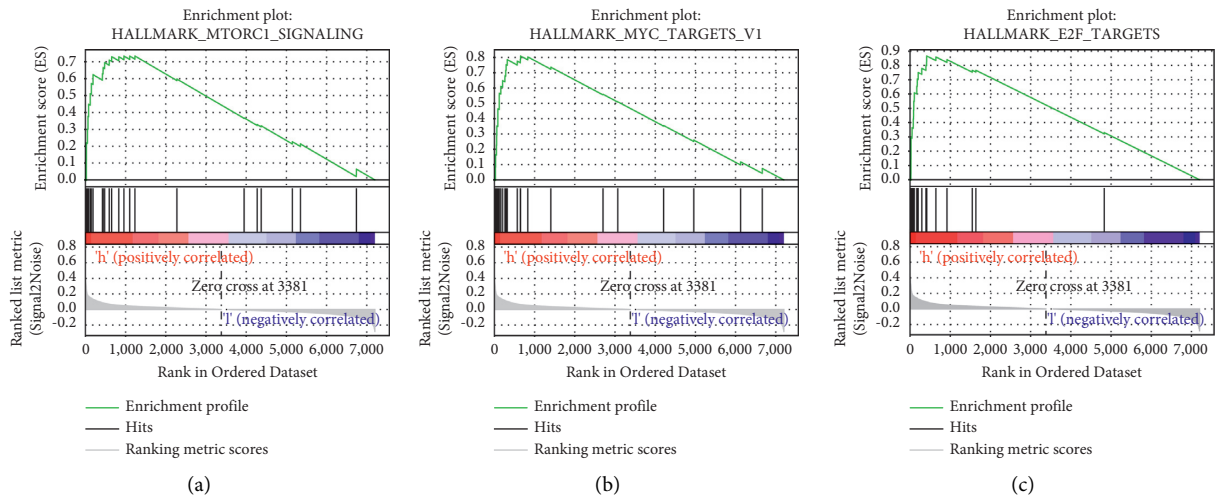 Enrichment plot:
HALLMARK_MTORC1_SIGNALING
Enrichment score (ES)
0.7
0.6
0.5
0.4
0.3
0.2
0.1
0.0
Ranked list metric
(Signal2Noise)
0.8
0.6
0.4
0.2
0.0
-0.2
'h' (positively correlated)
Zero cross at 3381
'l' (negatively correlated)
0 1,000 2,000 3,000 4,000 5,000 6,000 7,000
Rank in Ordered Dataset
Enrichment profile
Hits
Ranking metric scores
(a)
Enrichment plot:
HALLMARK_MYC_TARGETS_V1
Enrichment score (ES)
0.8
0.7
0.6
0.5
0.4
0.3
0.2
0.1
0.0
Ranked list metric
(Signal2Noise)
0.8
0.6
0.4
0.2
0.0
-0.2
'h' (positively correlated)
Zero cross at 3381
'l' (negatively correlated)
0 1,000 2,000 3,000 4,000 5,000 6,000 7,000
Rank in Ordered Dataset
Enrichment profile
Hits
Ranking metric scores
(b)
Enrichment plot:
HALLMARK_E2F_TARGETS
Enrichment score (ES)
0.9
0.8
0.7
0.6
0.5
0.4
0.3
0.2
0.1
0.0
Ranked list metric
(Signal2Noise)
0.8
0.6
0.4
0.2
0.0
-0.2
'h' (positively correlated)
Zero cross at 3381
'l' (negatively correlated)
0 1,000 2,000 3,000 4,000 5,000 6,000 7,000
Rank in Ordered Dataset
Enrichment profile
Hits
Ranking metric scores
(c)